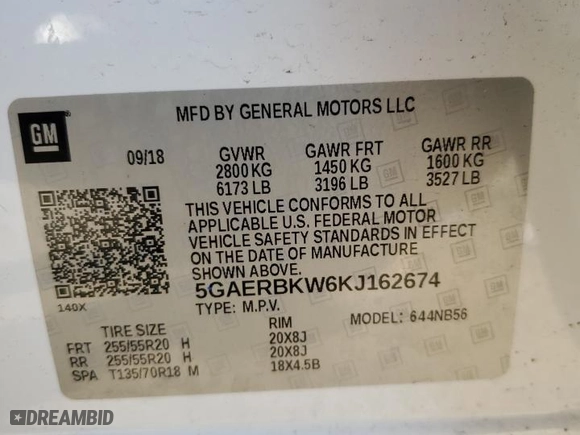 GM
MFD BY GENERAL MOTORS LLC
09/18 GVWR GAWR FRT GAWR RR
2800 KG 1450 KG 1600 KG
6173 LB 3196 LB 3527 LB
THIS VEHICLE CONFORMS TO ALL
APPLICABLE U.S. FEDERAL MOTOR
VEHICLE SAFETY STANDARDS IN EFFECT
ON THE DATE OF MANUFACTURE
SHOWN ABOVE.
5GAERBKW6KJ162674
140X
TYPE: M.P.V. MODEL: 644NB56
TIRE SIZE RIM
FRT 255/55R20 H 20X8J
RR 255/55R20 H 20X8J
SPA T135/70R18 M 18X4.5B
DREAMBID